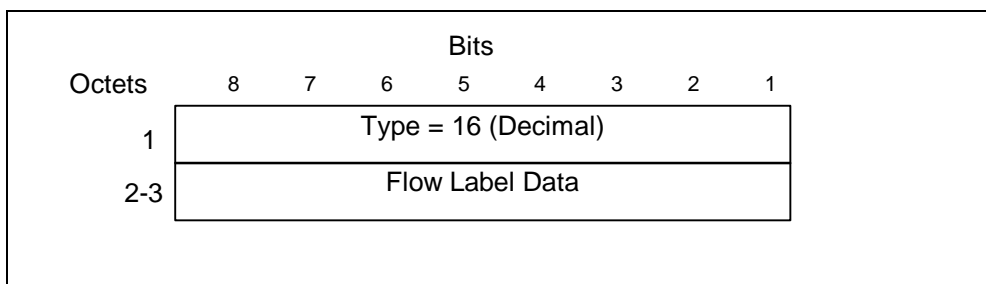 Bits
Octets 8 7 6 5 4 3 2 1
1 Type = 16 (Decimal)
2-3 Flow Label Data